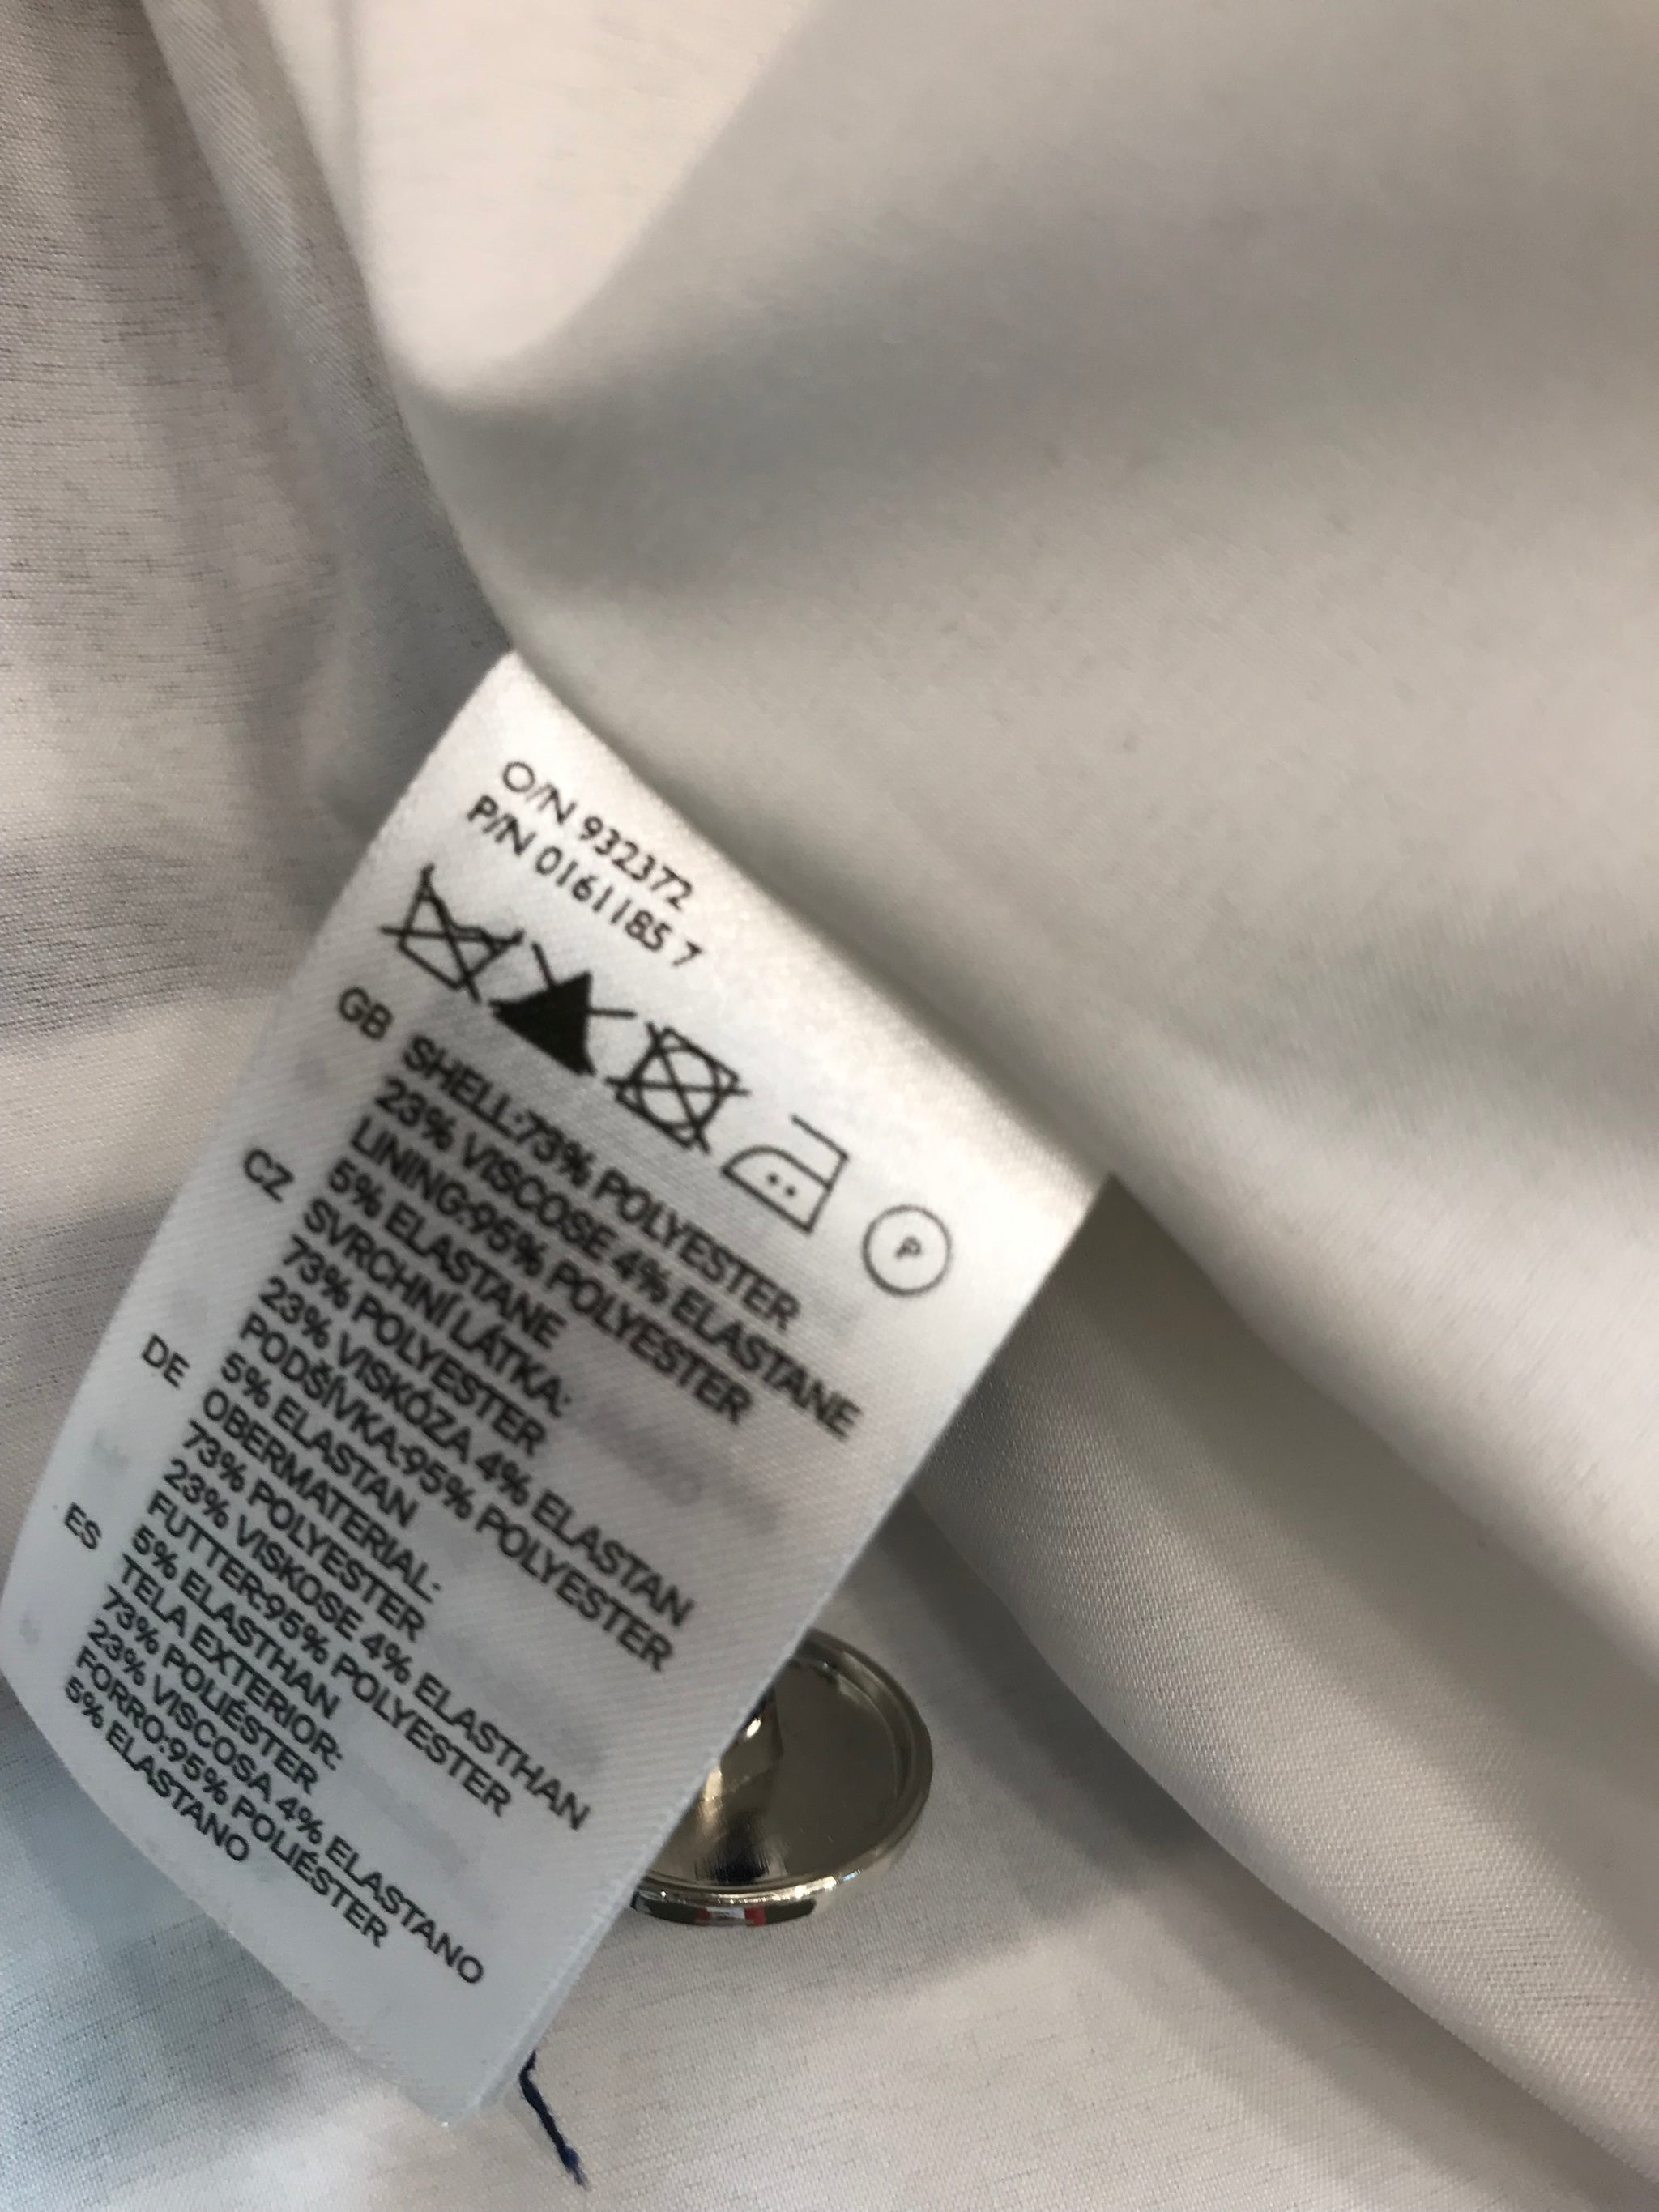 O/N 932372
P/N 0161185 7
P
GB SHELL:73% POLYESTER
23% VISCOSE 4% ELASTANE
LINING:95% POLYESTER
5% ELASTANE
CZ SVRCHNÍ LÁTKA:
73% POLYESTER
23% VISKÓZA 4% ELASTAN
PODŠÍVKA:95% POLYESTER
5% ELASTAN
DE OBERMATERIAL:
73% POLYESTER
23% VISKOSE 4% ELASTHAN
FUTTER:95% POLYESTER
5% ELASTHAN
ES TELA EXTERIOR:
73% POLIÉSTER
23% VISCOSA 4% ELASTANO
FORRO:95% POLIÉSTER
5% ELASTANO